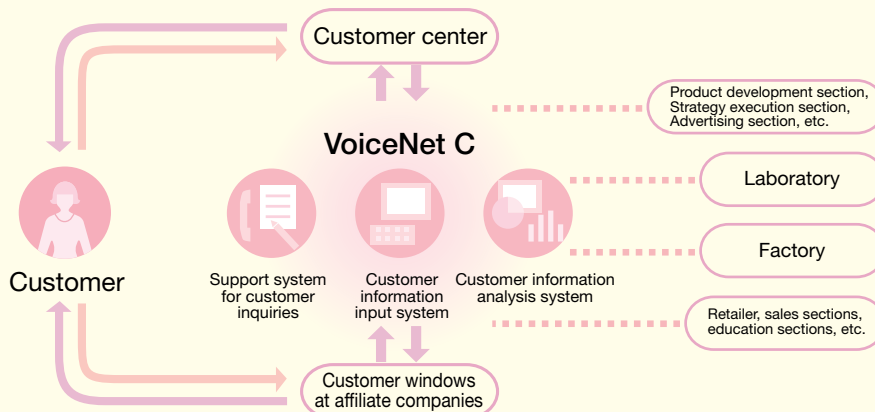 Customer center
Product development section,
Strategy execution section,
Advertising section, etc.
VoiceNet C
Laboratory
Customer
Support system
for customer
inquiries
Customer
information
input system
Customer information
analysis system
Factory
Retailer, sales sections,
education sections, etc.
Customer windows
at affiliate companies